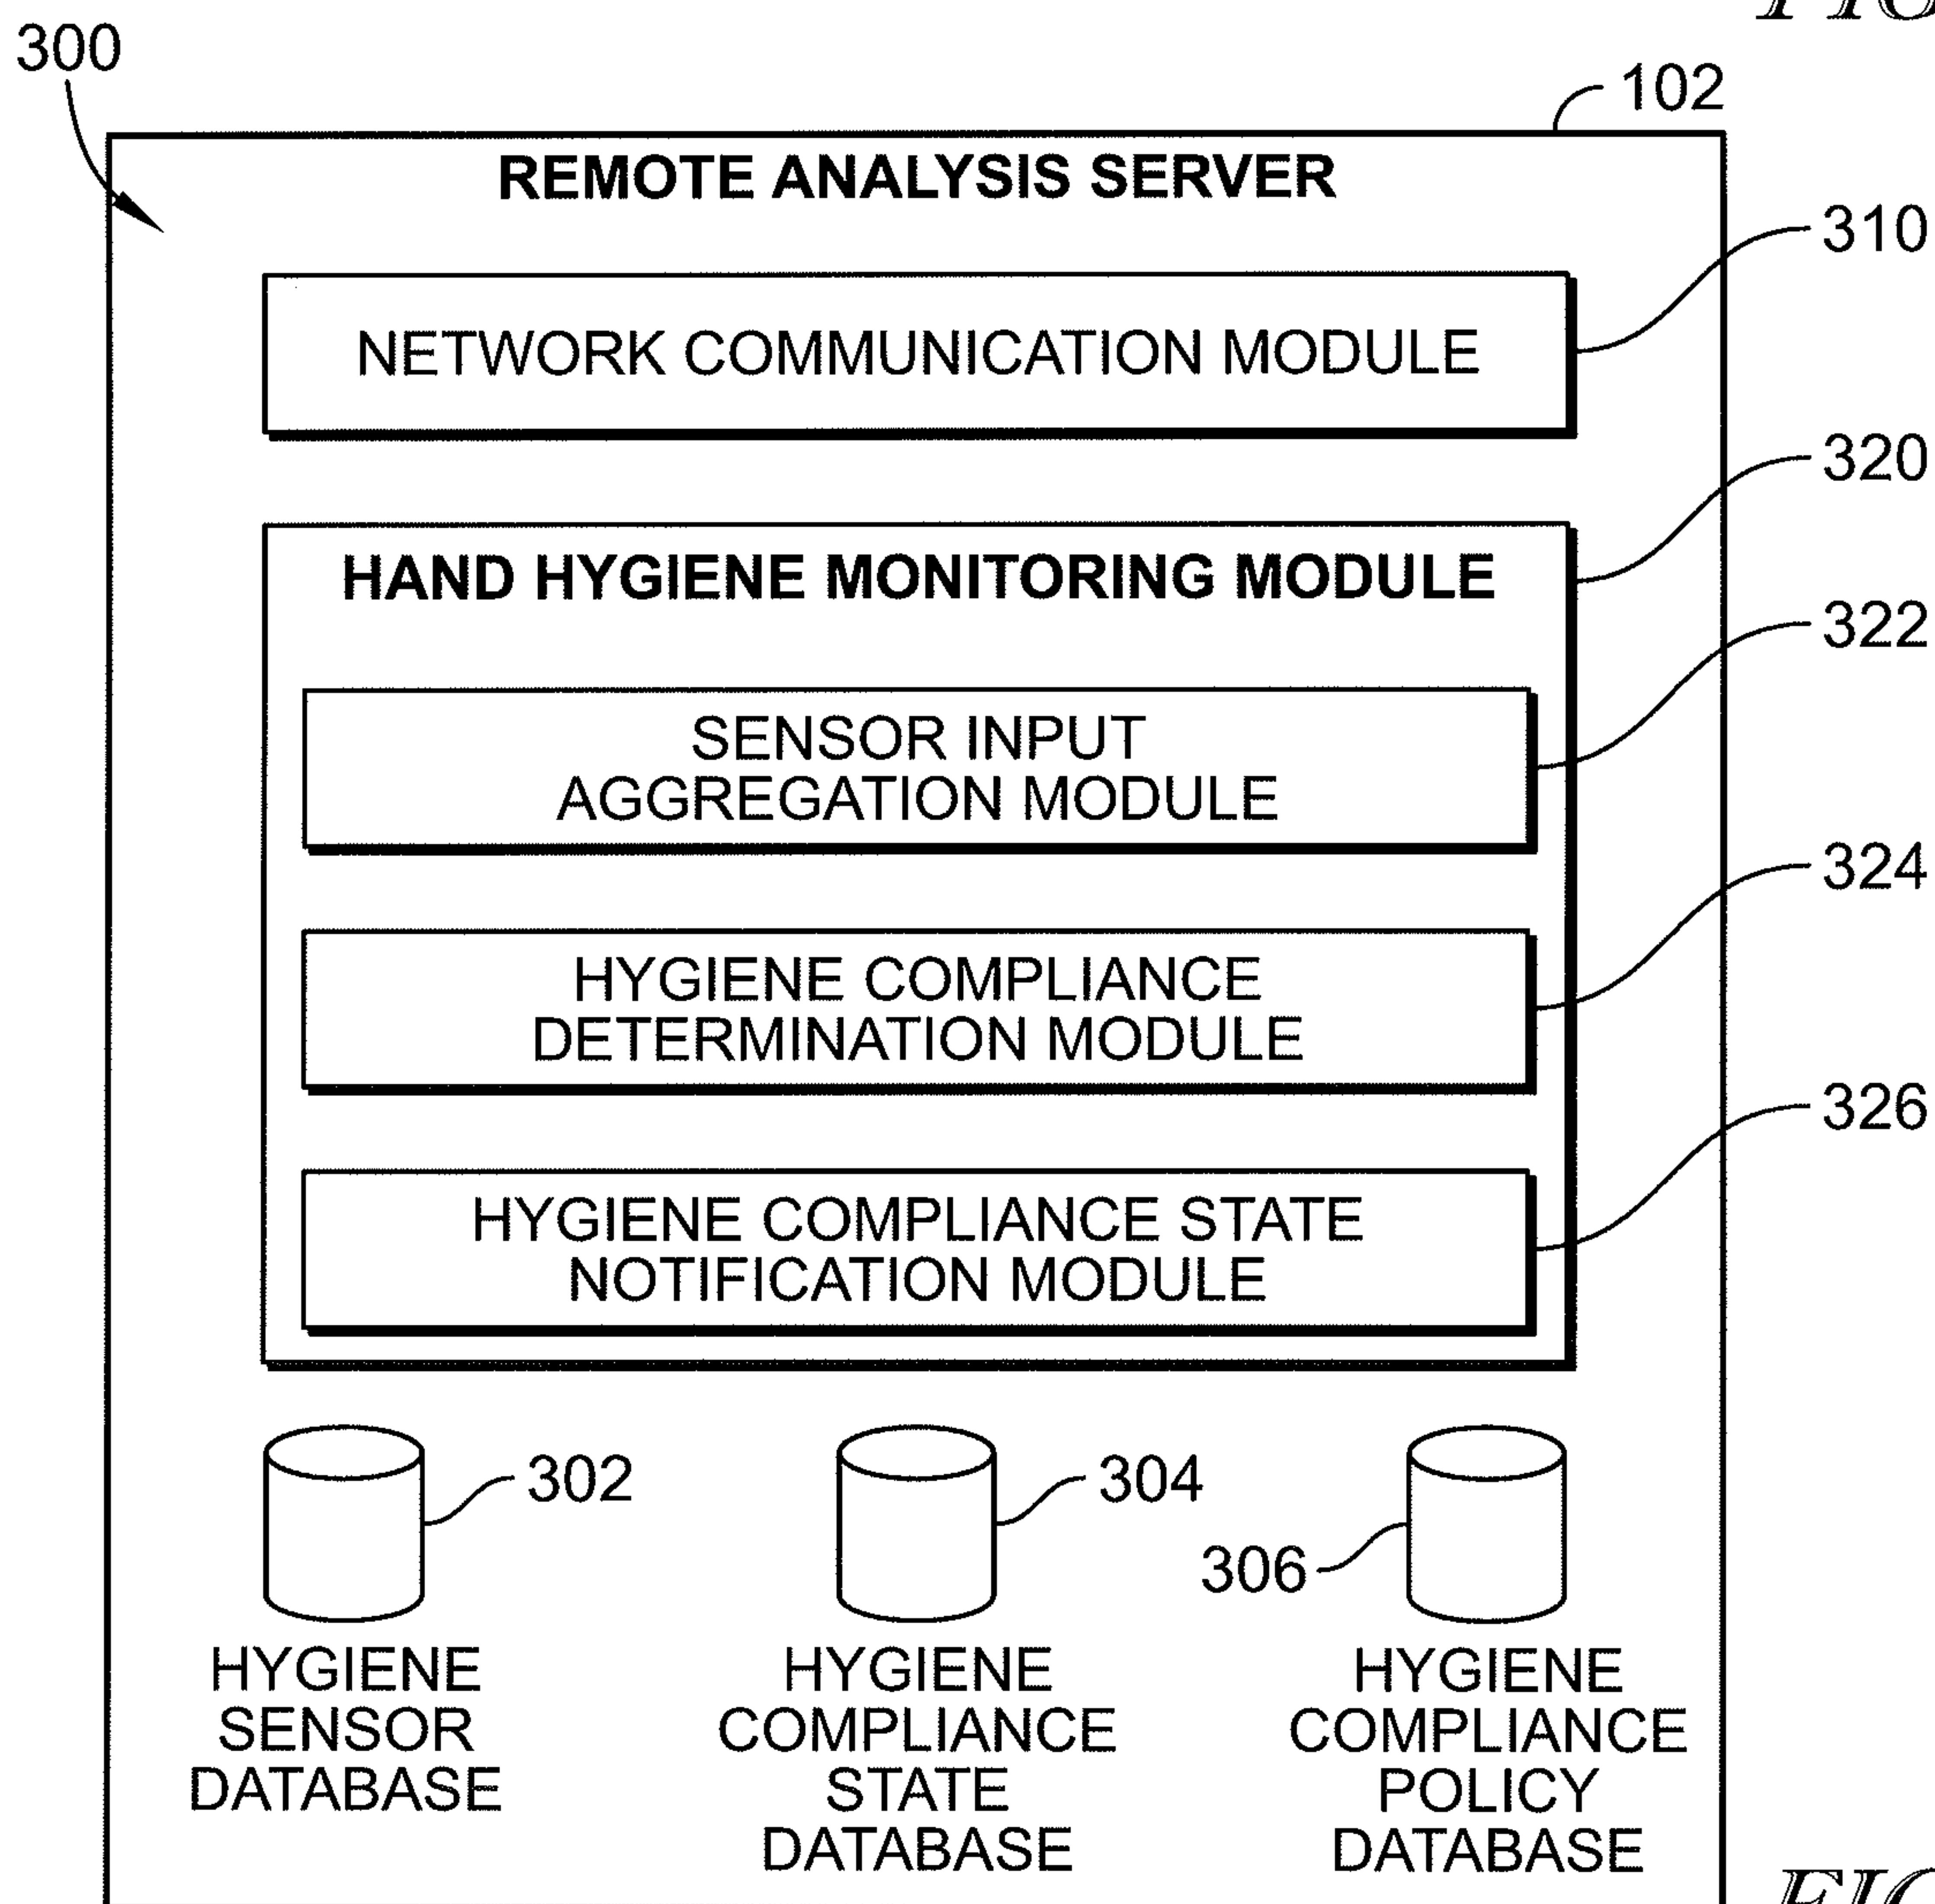 300
102
REMOTE ANALYSIS SERVER
310
NETWORK COMMUNICATION MODULE
320
HAND HYGIENE MONITORING MODULE
322
SENSOR INPUT
AGGREGATION MODULE
324
HYGIENE COMPLIANCE
DETERMINATION MODULE
326
HYGIENE COMPLIANCE STATE
NOTIFICATION MODULE
302
304
306
HYGIENE
SENSOR
DATABASE
HYGIENE
COMPLIANCE
STATE
DATABASE
HYGIENE
COMPLIANCE
POLICY
DATABASE